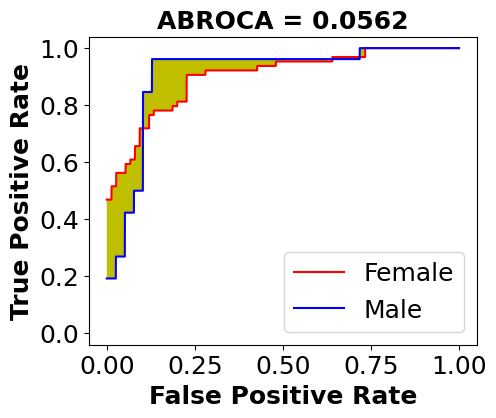 ABROCA = 0.0562
True Positive Rate
1.0
0.8
0.6
0.4
0.2
0.0
Female
Male
0.00 0.25 0.50 0.75 1.00
False Positive Rate